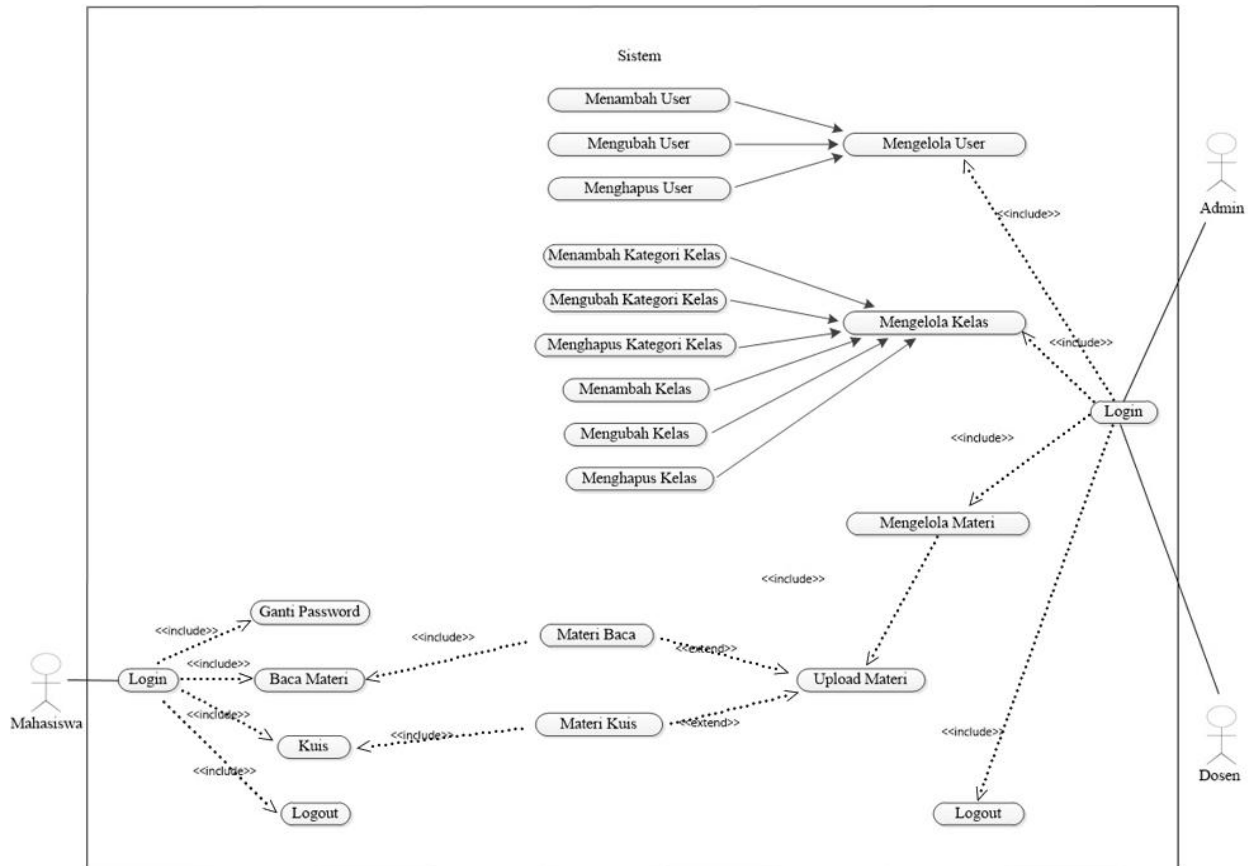 Sistem
Menambah User
Mengubah User
Mengelola User
Menghapus User
Admin
<<include>>
Menambah Kategori Kelas
Mengubah Kategori Kelas
Mengelola Kelas
Menghapus Kategori Kelas
<<include>>
Menambah Kelas
Login
Mengubah Kelas
<<include>>
Menghapus Kelas
Mengelola Materi
<<include>>
Ganti Password
<<include>>
Materi Baca
<<include>>
<<extend>>
<<include>>
Login
Baca Materi
Upload Materi
Mahasiswa
<<include>>
Materi Kuis
<<extend>>
<<include>>
<<include>>
Kuis
<<include>>
Dosen
Logout
Logout